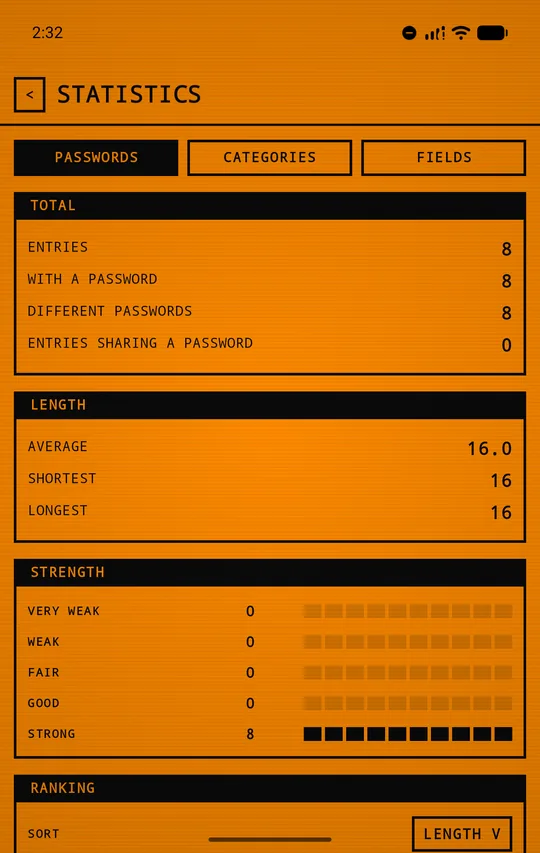 2:32
< STATISTICS
PASSWORDS CATEGORIES FIELDS
TOTAL
ENTRIES 8
WITH A PASSWORD 8
DIFFERENT PASSWORDS 8
ENTRIES SHARING A PASSWORD 0
LENGTH
AVERAGE 16.0
SHORTEST 16
LONGEST 16
STRENGTH
VERY WEAK 0
WEAK 0
FAIR 0
GOOD 0
STRONG 8
RANKING
SORT LENGTH V